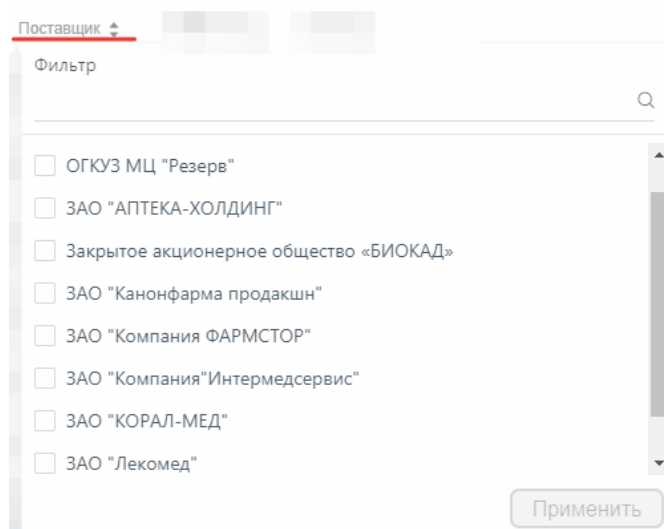 Поставщик
Фильтр
ОГКУЗ МЦ "Резерв"
ЗАО "АПТЕКА-ХОЛДИНГ"
Закрытое акционерное общество «БИОКАД»
ЗАО "Канонфарма продакшн"
ЗАО "Компания ФАРМСТОР"
ЗАО "Компания"Интермедсервис"
ЗАО "КОРАЛ-МЕД"
ЗАО "Лекомед"
Применить